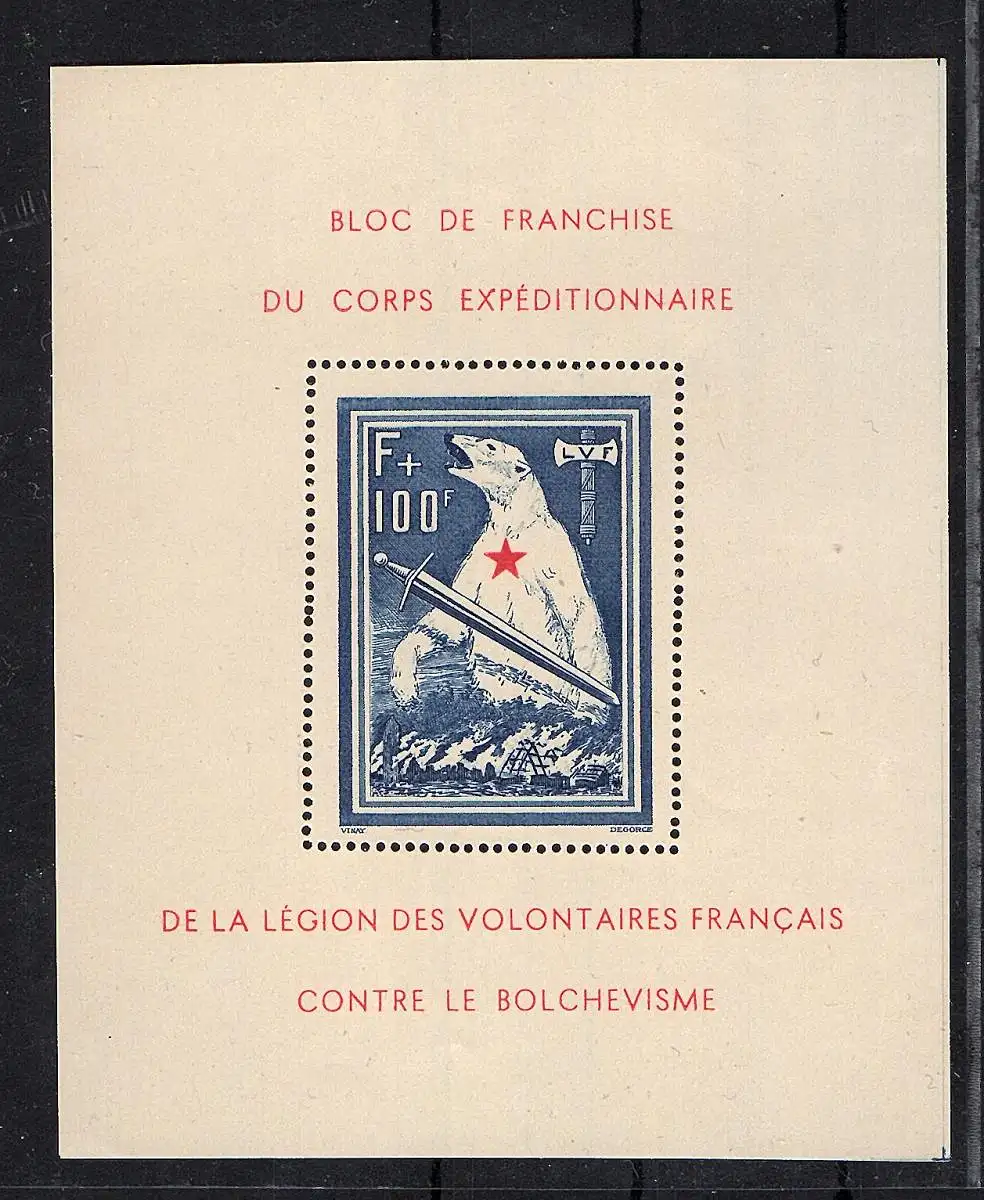 BLOC DE FRANCHISE
DU CORPS EXPÉDITIONNAIRE
F+
100F
LVF
VINAY
DEGORCE
DE LA LÉGION DES VOLONTAIRES FRANÇAIS
CONTRE LE BOLCHEVISME